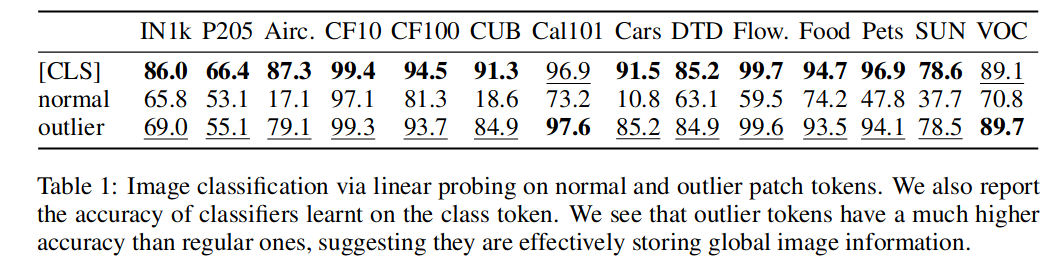 IN1k P205 Airc. CF10 CF100 CUB Cal101 Cars DTD Flow. Food Pets SUN VOC
[CLS] 86.0 66.4 87.3 99.4 94.5 91.3 96.9 91.5 85.2 99.7 94.7 96.9 78.6 89.1
normal 65.8 53.1 17.1 97.1 81.3 18.6 73.2 10.8 63.1 59.5 74.2 47.8 37.7 70.8
outlier 69.0 55.1 79.1 99.3 93.7 84.9 97.6 85.2 84.9 99.6 93.5 94.1 78.5 89.7
Table 1: Image classification via linear probing on normal and outlier patch tokens. We also report
the accuracy of classifiers learnt on the class token. We see that outlier tokens have a much higher
accuracy than regular ones, suggesting they are effectively storing global image information.